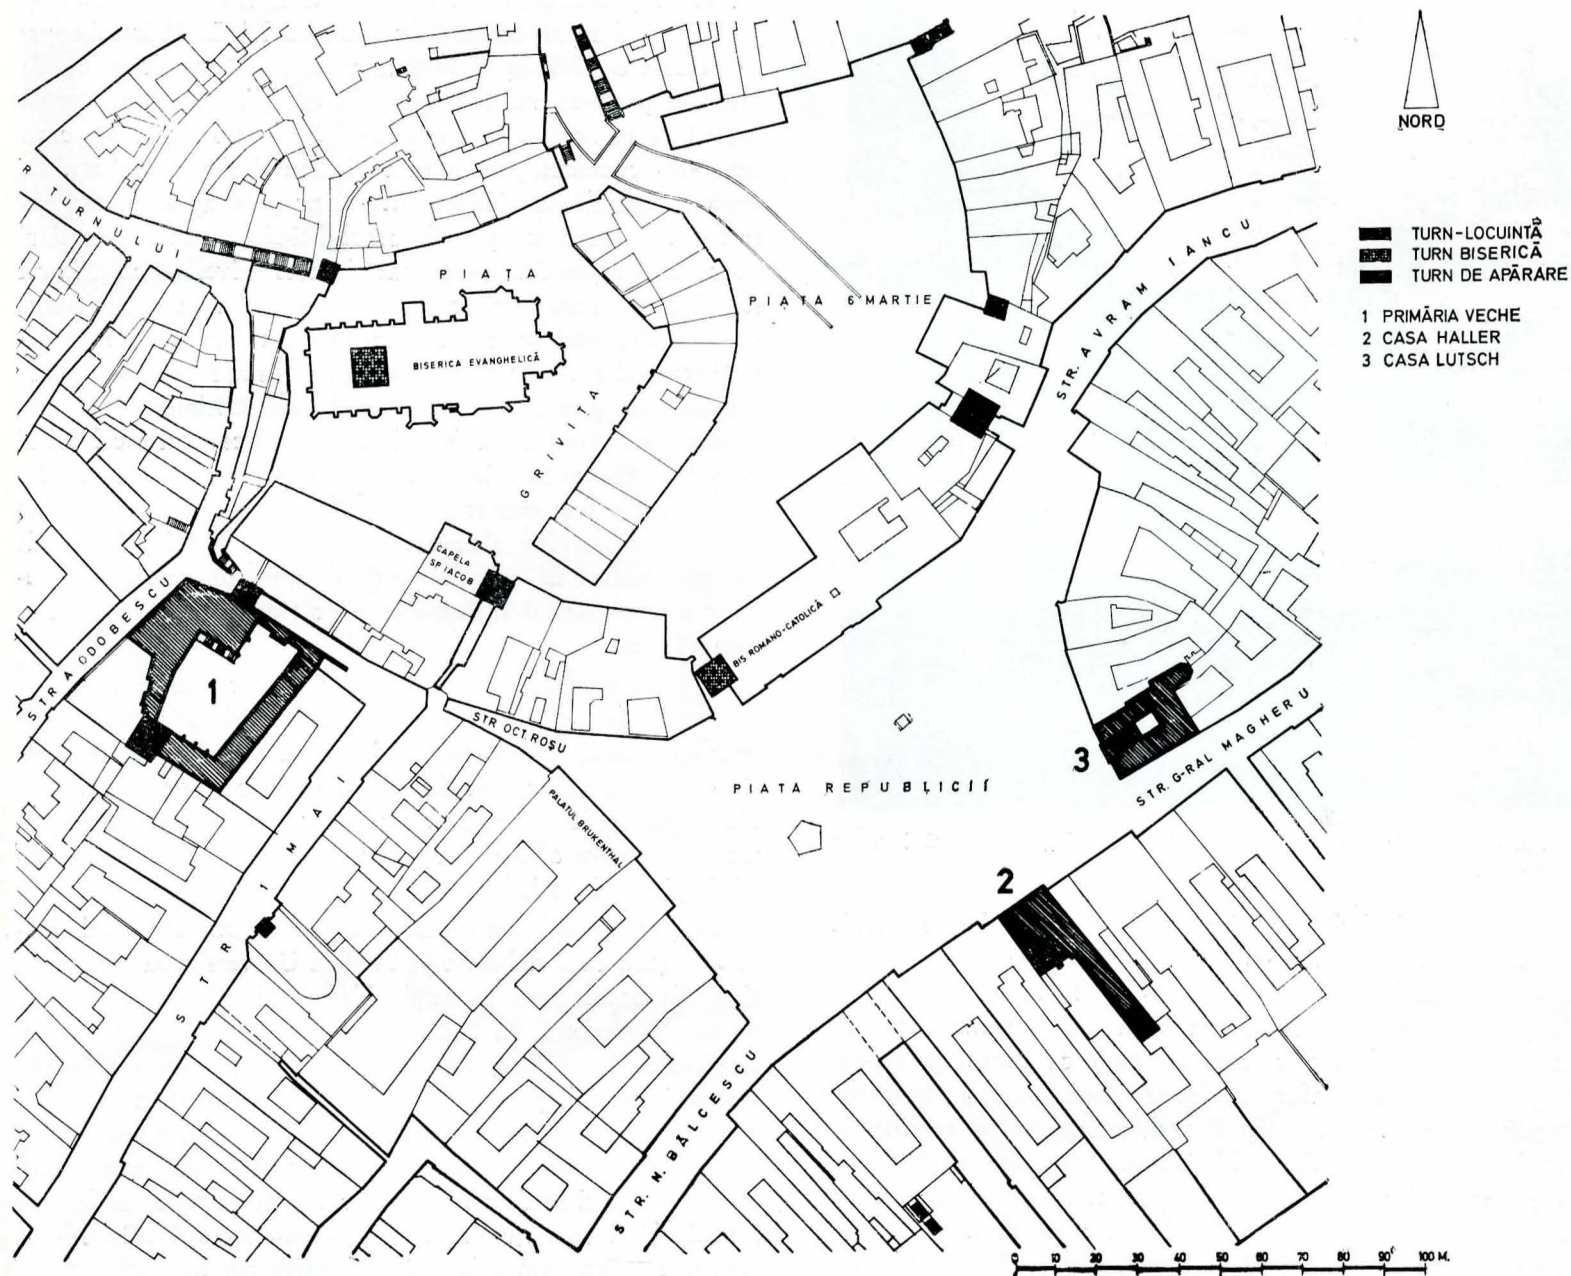 NORD
TURN-LOCUINTĂ
TURN BISERICĂ
TURN DE APĂRARE
1 PRIMĂRIA VECHE
2 CASA HALLER
3 CASA LUTSCH
R TURNULUI
PIAȚA
GRIVIȚA
BISERICA EVANGHELICĂ
PIAȚA 6 MARTIE
STR. AVRAM IANCU
CAPELA
SF IACOB
BIS. ROMANO-CATOLICĂ
STR A ODOBESCU
1
STR OCT. ROȘU
3
STR. G-RAL MAGHERU
PIATA REPUBLICII
PALATUL BRUKENTHAL
2
STR 1 MAI
STR. M. BĂLCESCU
0 10 20 30 40 50 60 70 80 90 100 M.